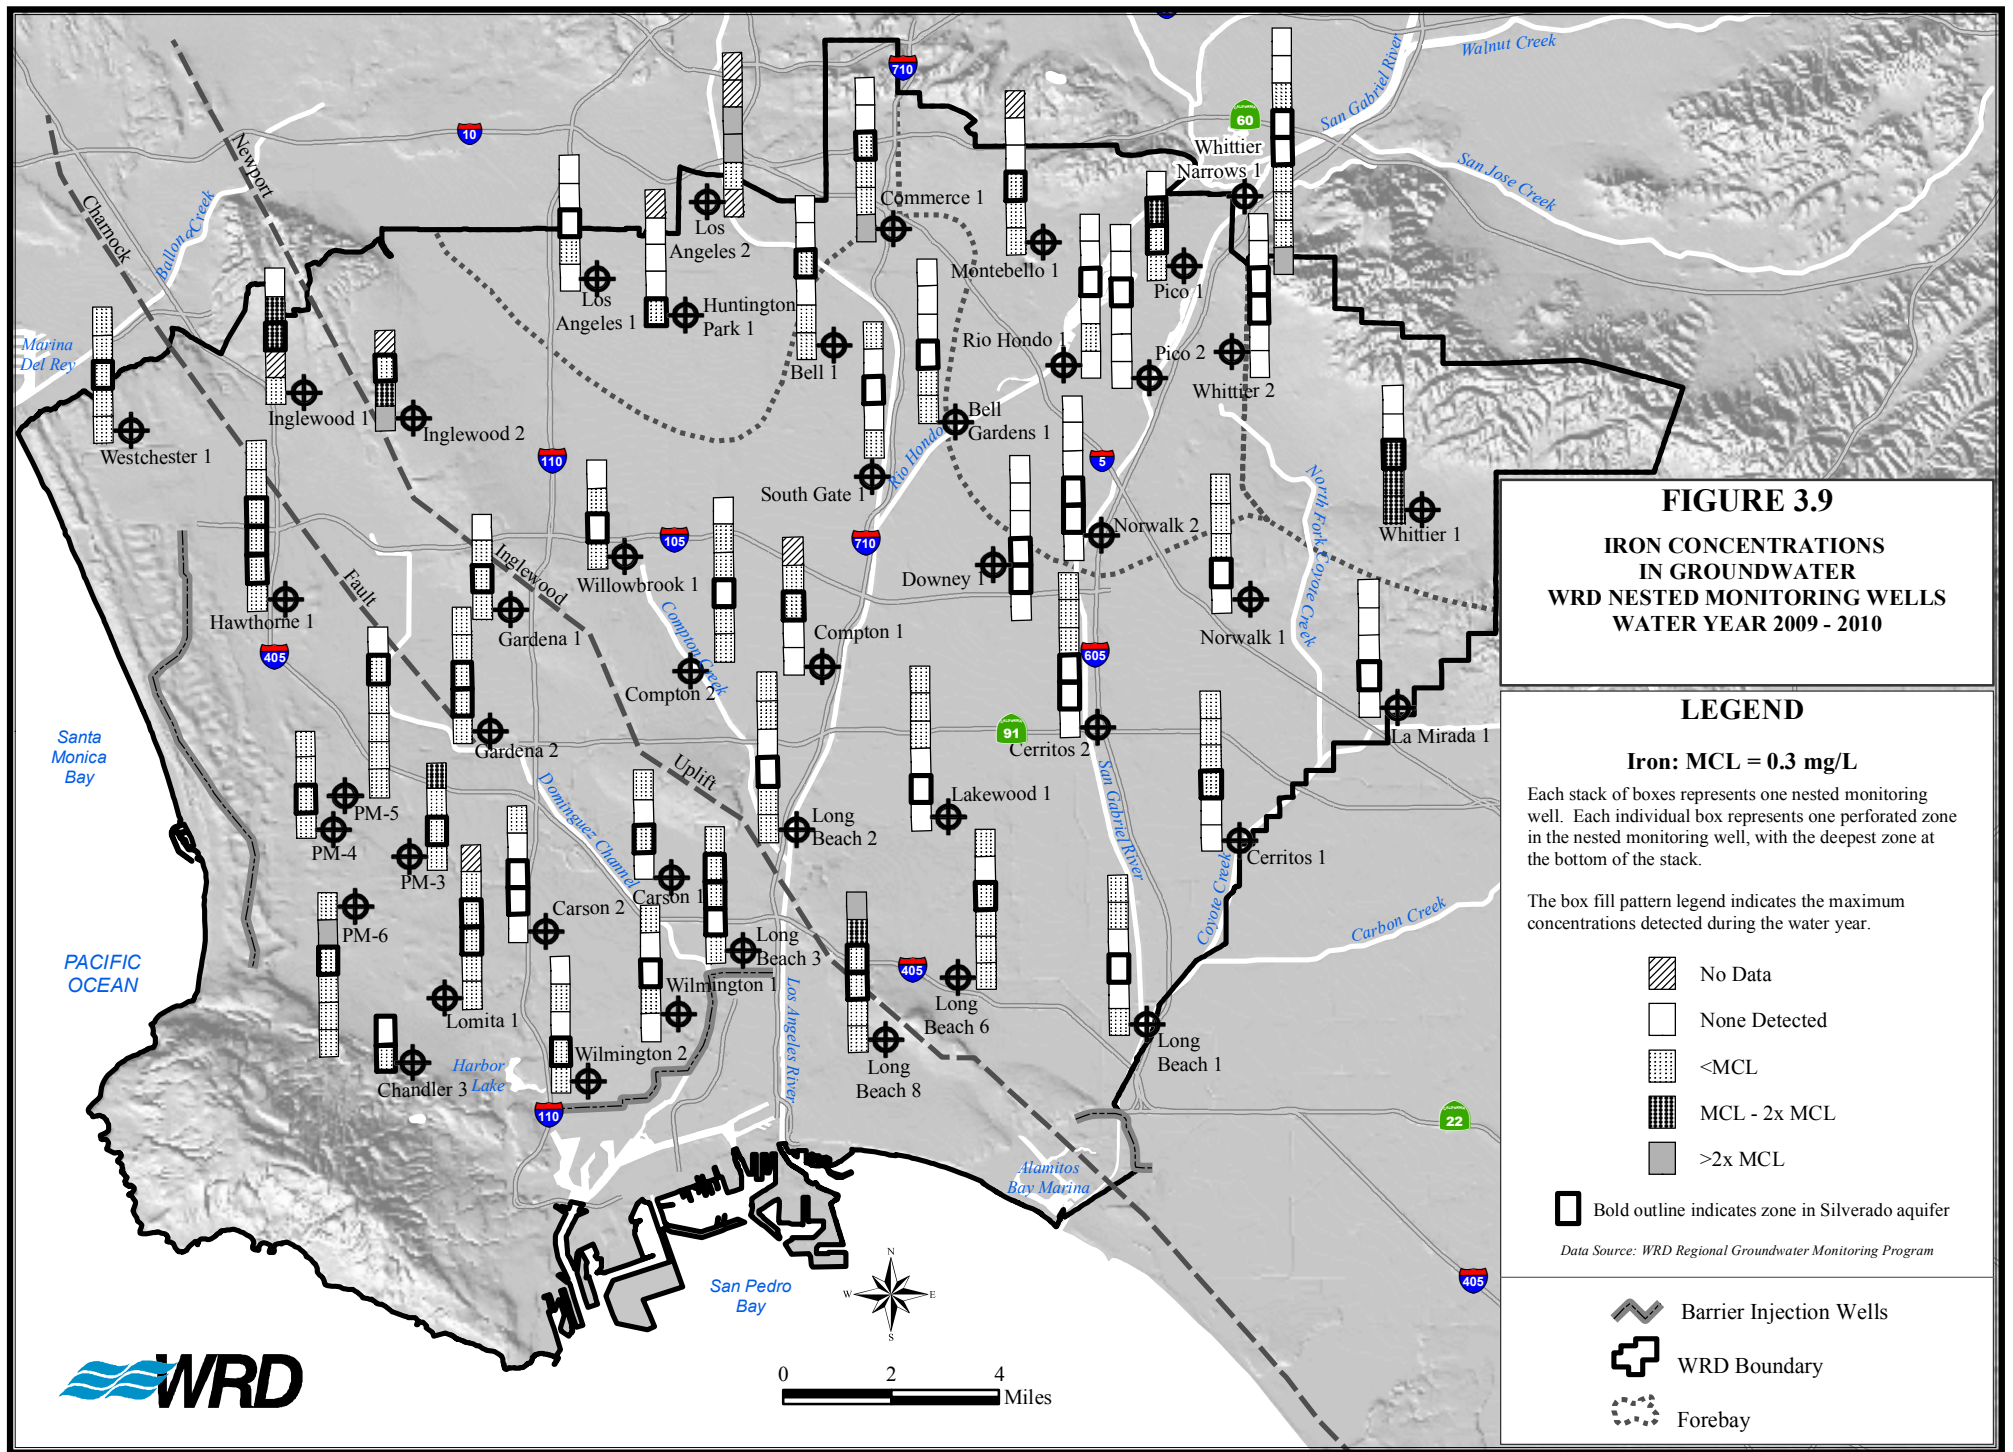 FIGURE 3.9
IRON CONCENTRATIONS
IN GROUNDWATER
WRD NESTED MONITORING WELLS
WATER YEAR 2009 - 2010
LEGEND
Iron: MCL = 0.3 mg/L
Each stack of boxes represents one nested monitoring
well. Each individual box represents one perforated zone
in the nested monitoring well, with the deepest zone at
the bottom of the stack.
The box fill pattern legend indicates the maximum
concentrations detected during the water year.
No Data
None Detected
<MCL
MCL - 2x MCL
>2x MCL
Bold outline indicates zone in Silverado aquifer
Data Source: WRD Regional Groundwater Monitoring Program
Barrier Injection Wells
WRD Boundary
Forebay
710
Walnut Creek
San Gabriel River
CALIFORNIA
60
10
Whittier
Narrows 1
San Jose Creek
Newport
Charnock
Ballona Creek
Los
Angeles 2
Commerce 1
Montebello 1
Pico 1
Los
Angeles 1
Huntington
Park 1
Marina
Del Rey
Rio Hondo 1
Pico 2
Bell 1
Whittier 2
Inglewood 1
Inglewood 2
Bell
Gardens 1
Westchester 1
110
5
Rio Hondo
South Gate 1
North Fork Coyote Creek
Norwalk 2
Whittier 1
105
710
Inglewood
Willowbrook 1
Downey 1
Fault
Hawthorne 1
Gardena 1
Compton Creek
Compton 1
Norwalk 1
405
605
Compton 2
CALIFORNIA
91
Cerritos 2
La Mirada 1
Santa
Monica
Bay
Gardena 2
Uplift
Dominguez Channel
San Gabriel River
PM-5
PM-4
Long
Beach 2
Lakewood 1
Cerritos 1
PM-3
Carson 1
Carson 2
Coyote Creek
Carbon Creek
PM-6
Long
Beach 3
405
PACIFIC
OCEAN
Wilmington 1
Los Angeles River
Long
Beach 6
Lomita 1
Long
Beach 1
Wilmington 2
Harbor
Lake
Chandler 3
Long
Beach 8
110
CALIFORNIA
22
Alamitos
Bay Marina
405
San Pedro
Bay
N
W
E
S
WRD
0 2 4
Miles